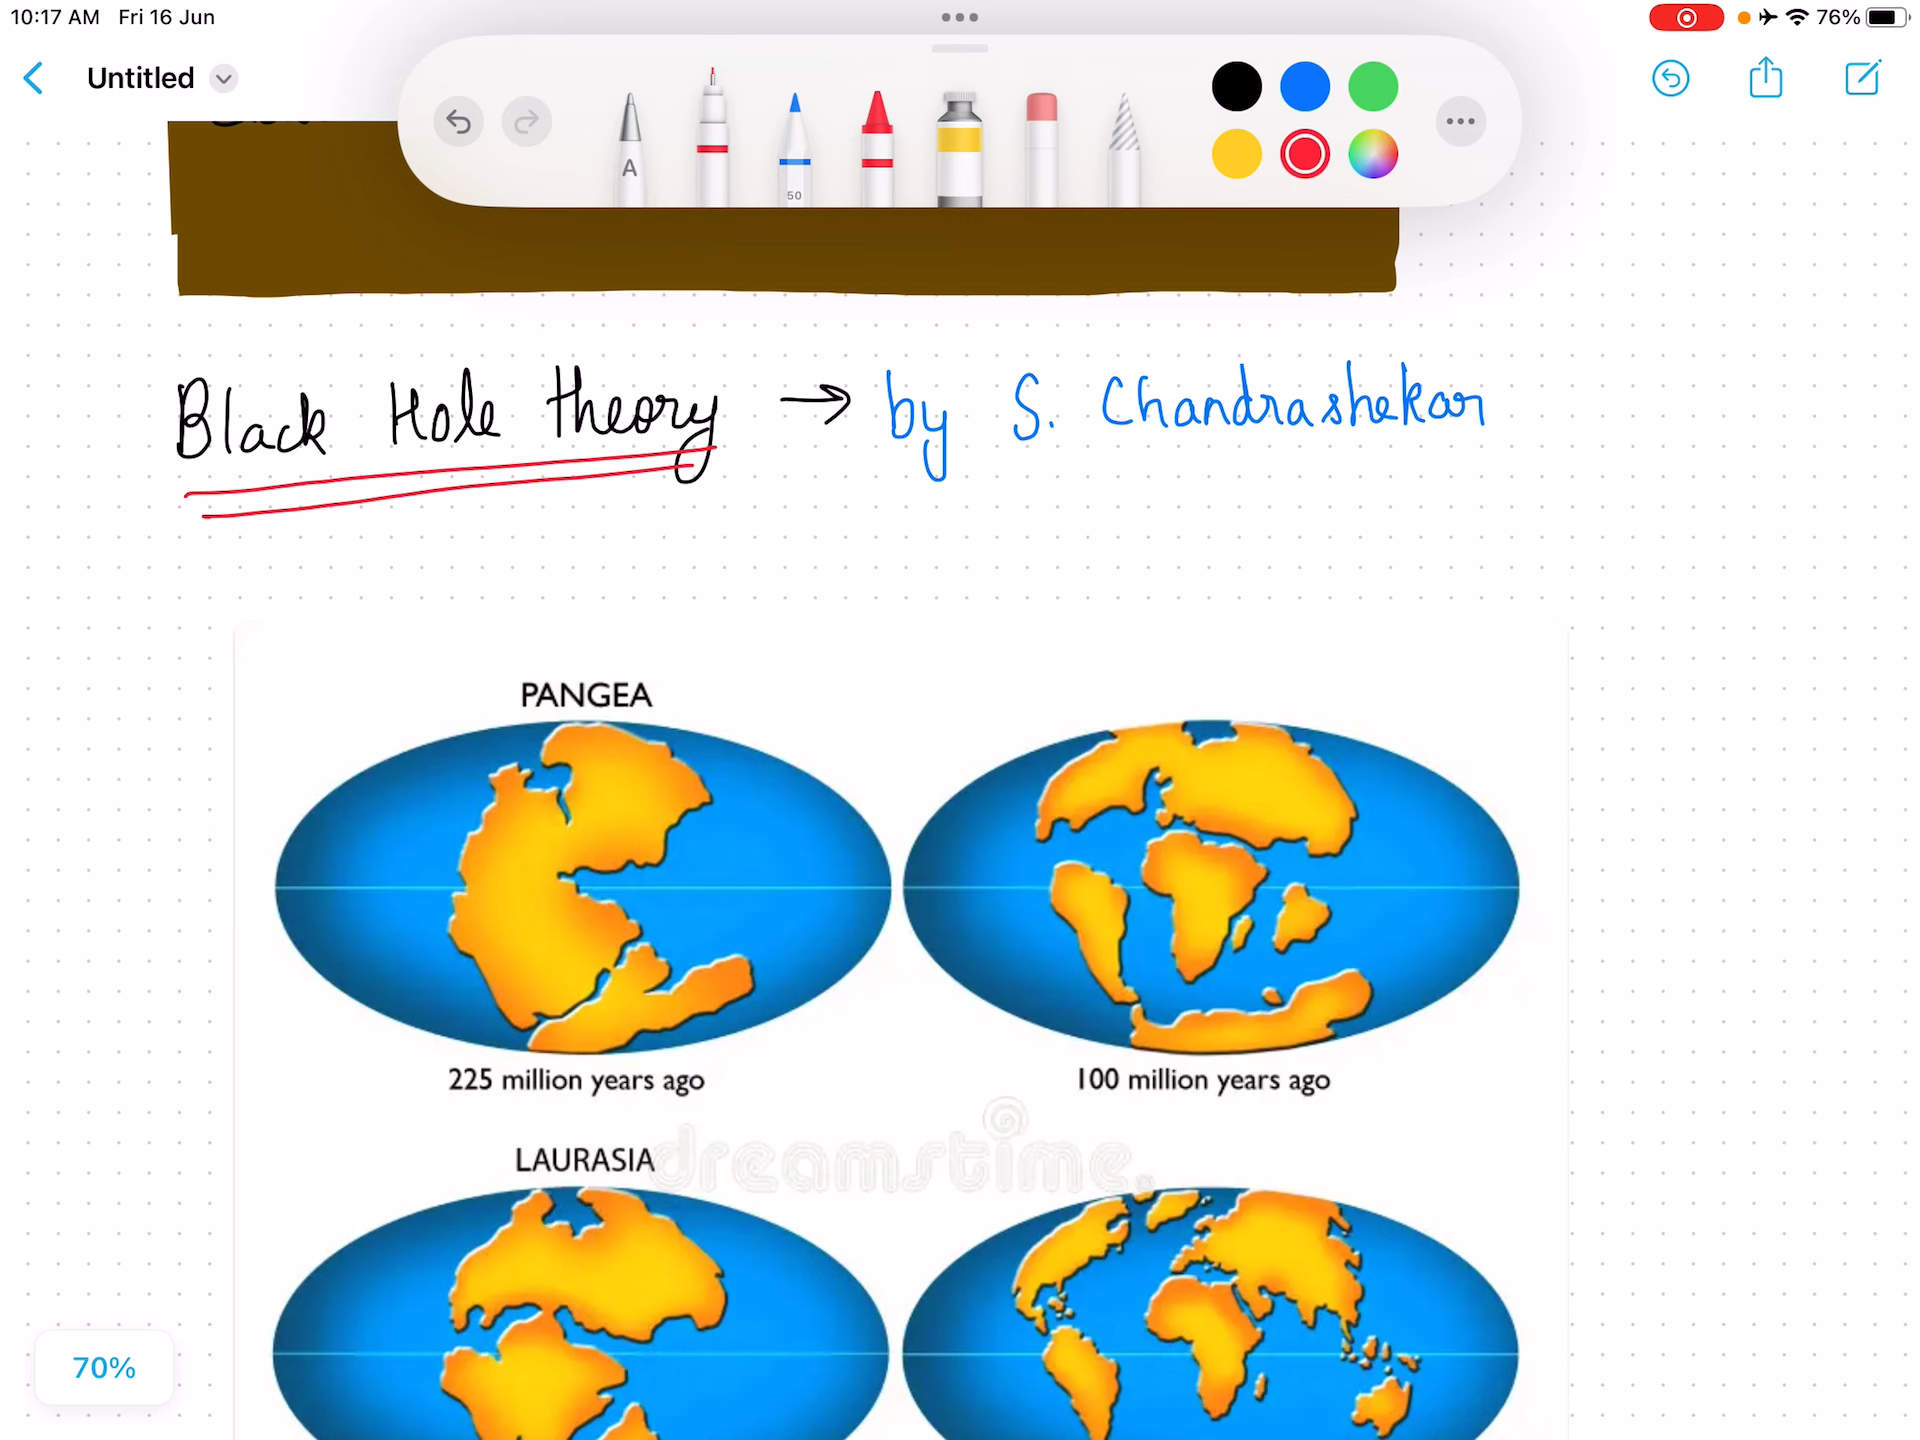 10:17 AM Fri 16 Jun
76%
Untitled
A
50
Black Hole theory → by S. Chandrashekar
PANGEA
225 million years ago
100 million years ago
dreamstime.
LAURASIA
70%